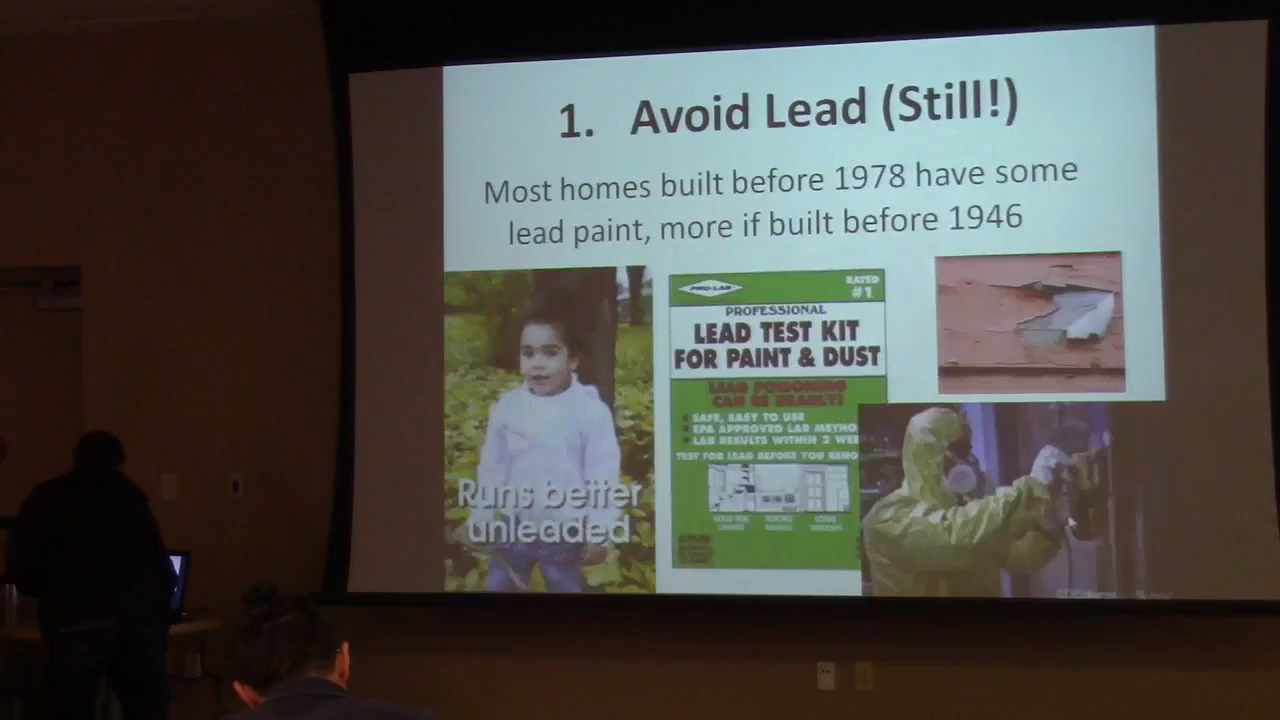 1. Avoid Lead (Still!)
Most homes built before 1978 have some
lead paint, more if built before 1946
Runs better
unleaded.
PRO-LAB
RATED
#1
PROFESSIONAL
LEAD TEST KIT
FOR PAINT & DUST
LEAD POISONING
CAN BE DEADLY!
SAFE, EASY TO USE
EPA APPROVED LAB METHO
LAB RESULTS WITHIN 2 WEE
TEST FOR LEAD BEFORE YOU BEING